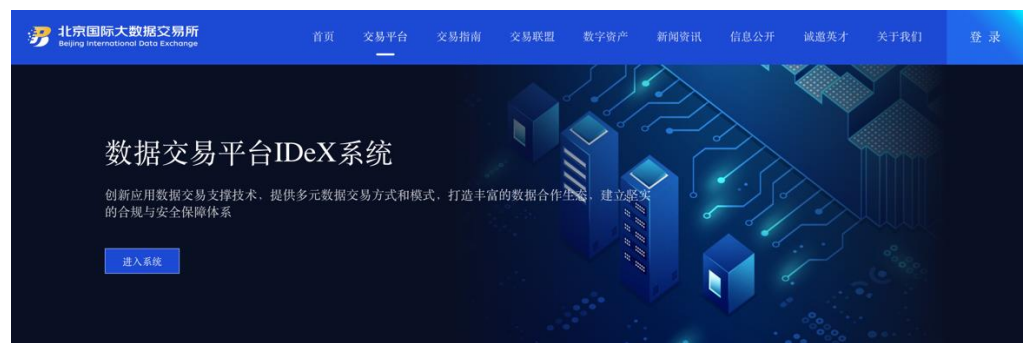 北京国际大数据交易所
Beijing International Data Exchange
首页 交易平台 交易指南 交易联盟 数字资产 新闻资讯 信息公开 诚邀英才 关于我们 登录
数据交易平台IDeX系统
创新应用数据交易支撑技术，提供多元数据交易方式和模式，打造丰富的数据合作生态，建立坚实
的合规与安全保障体系
进入系统